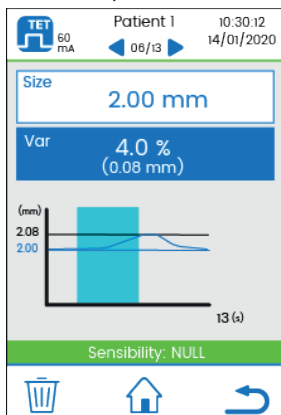 TET 60 mA
Patient 1
06/13
10:30:12
14/01/2020
Size
2.00 mm
Var
4.0 %
(0.08 mm)
(mm)
2.08
2.00
13 (s)
Sensibility: NULL